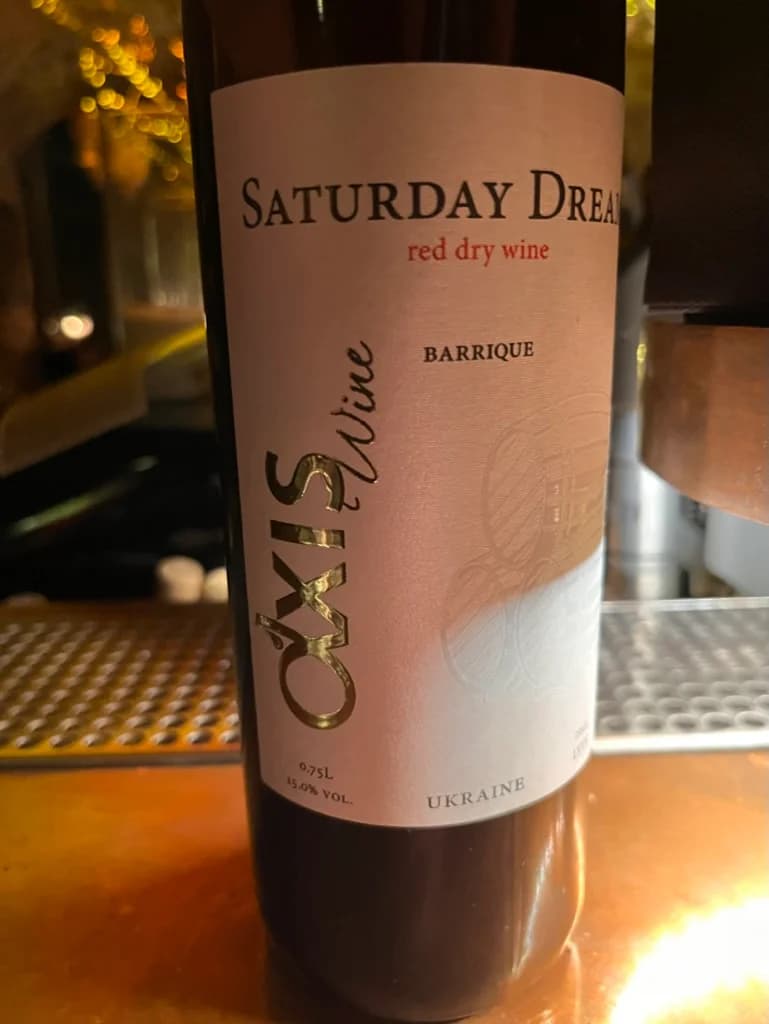 SATURDAY DREA
red dry wine
BARRIQUE
axis Wine
0.75L
15.0% VOL.
UKRAINE